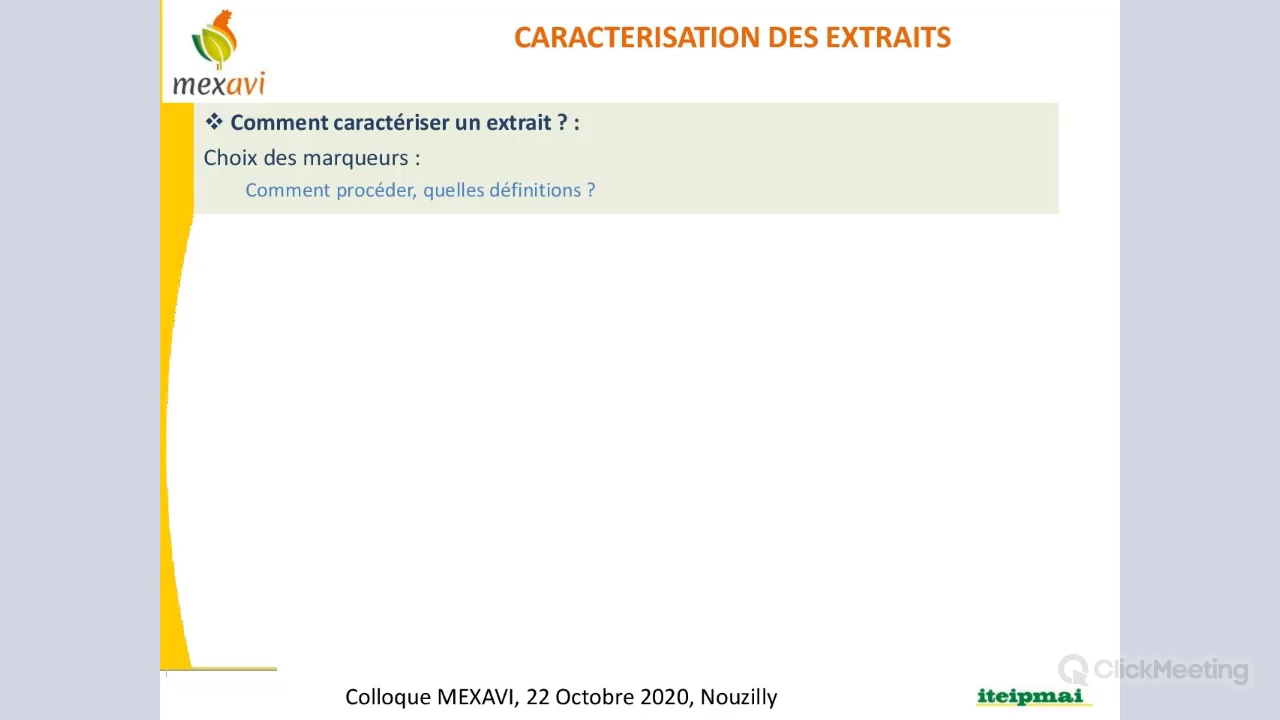 CARACTERISATION DES EXTRAITS
mexavi
❖ Comment caractériser un extrait ? :
Choix des marqueurs :
Comment procéder, quelles définitions ?
ClickMeeting
Colloque MEXAVI, 22 Octobre 2020, Nouzilly
iteipmai